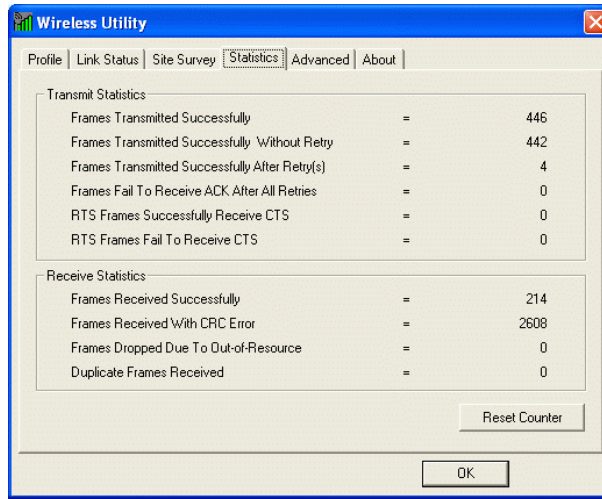 Wireless Utility
Profile Link Status Site Survey Statistics Advanced About
Transmit Statistics
Frames Transmitted Successfully = 446
Frames Transmitted Successfully Without Retry = 442
Frames Transmitted Successfully After Retry(s) = 4
Frames Fail To Receive ACK After All Retries = 0
RTS Frames Successfully Receive CTS = 0
RTS Frames Fail To Receive CTS = 0
Receive Statistics
Frames Received Successfully = 214
Frames Received With CRC Error = 2608
Frames Dropped Due To Out-of-Resource = 0
Duplicate Frames Received = 0
Reset Counter
OK